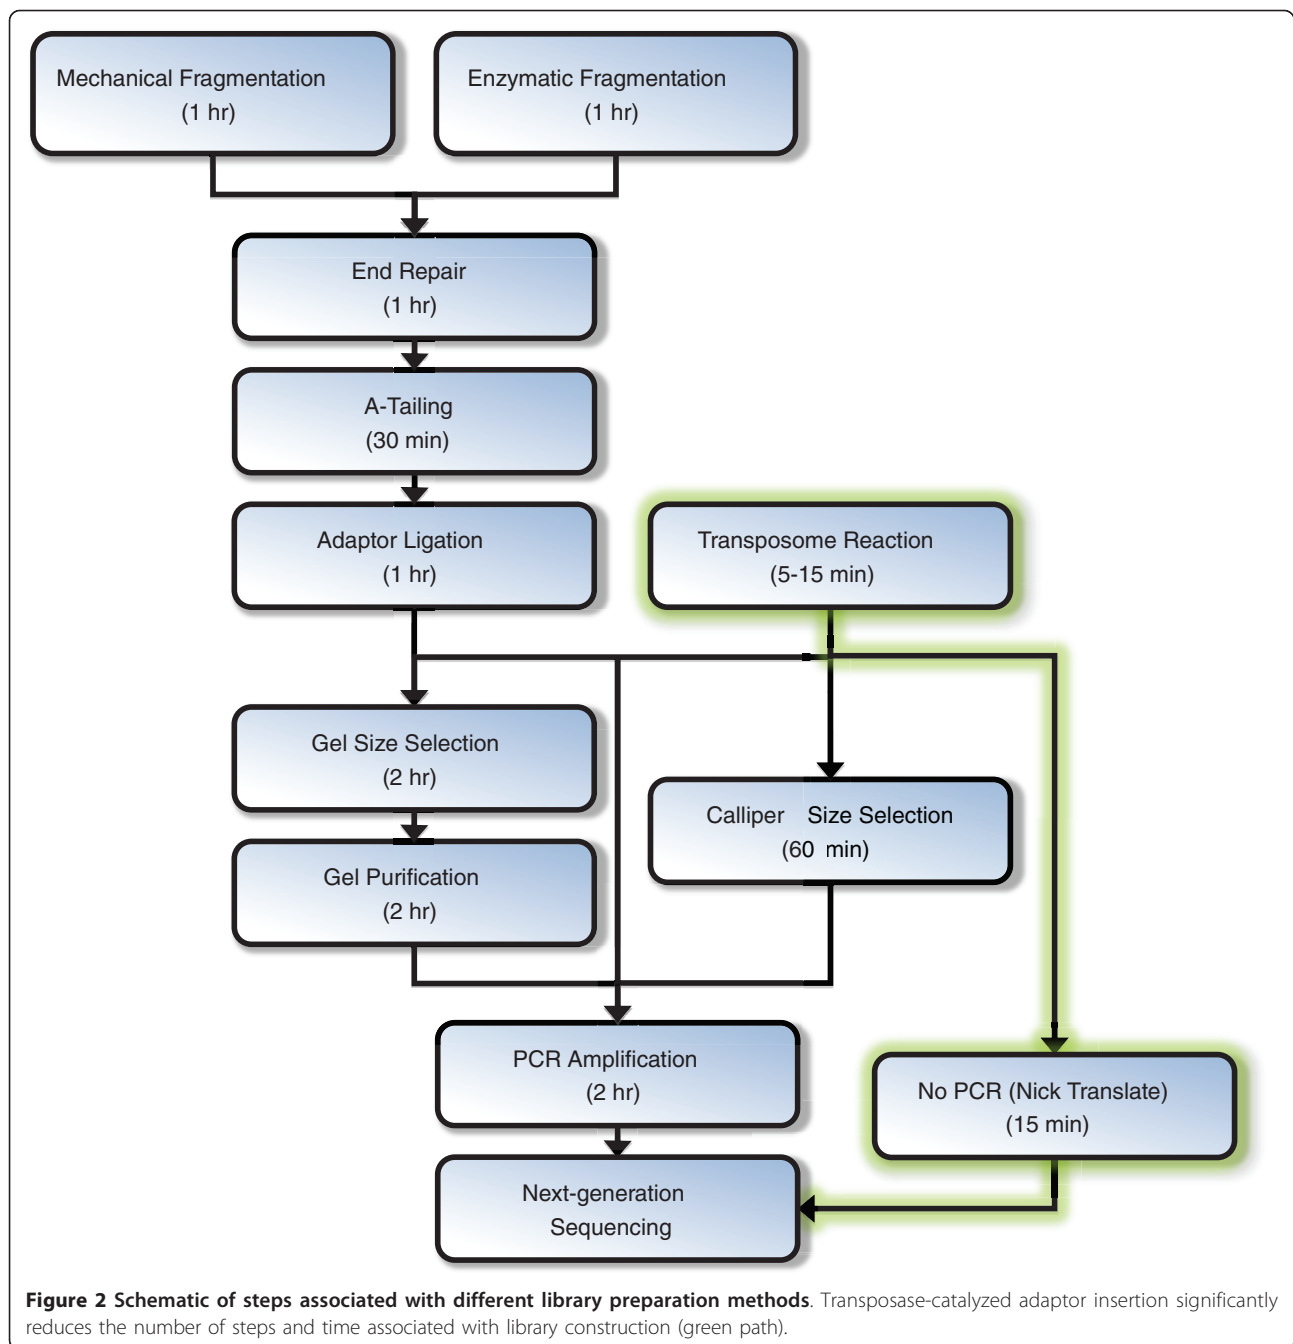 Mechanical Fragmentation
(1 hr)
Enzymatic Fragmentation
(1 hr)
End Repair
(1 hr)
A-Tailing
(30 min)
Adaptor Ligation
(1 hr)
Transposome Reaction
(5-15 min)
Gel Size Selection
(2 hr)
Calliper Size Selection
(60 min)
Gel Purification
(2 hr)
PCR Amplification
(2 hr)
No PCR (Nick Translate)
(15 min)
Next-generation
Sequencing
Figure 2 Schematic of steps associated with different library preparation methods. Transposase-catalyzed adaptor insertion significantly
reduces the number of steps and time associated with library construction (green path).